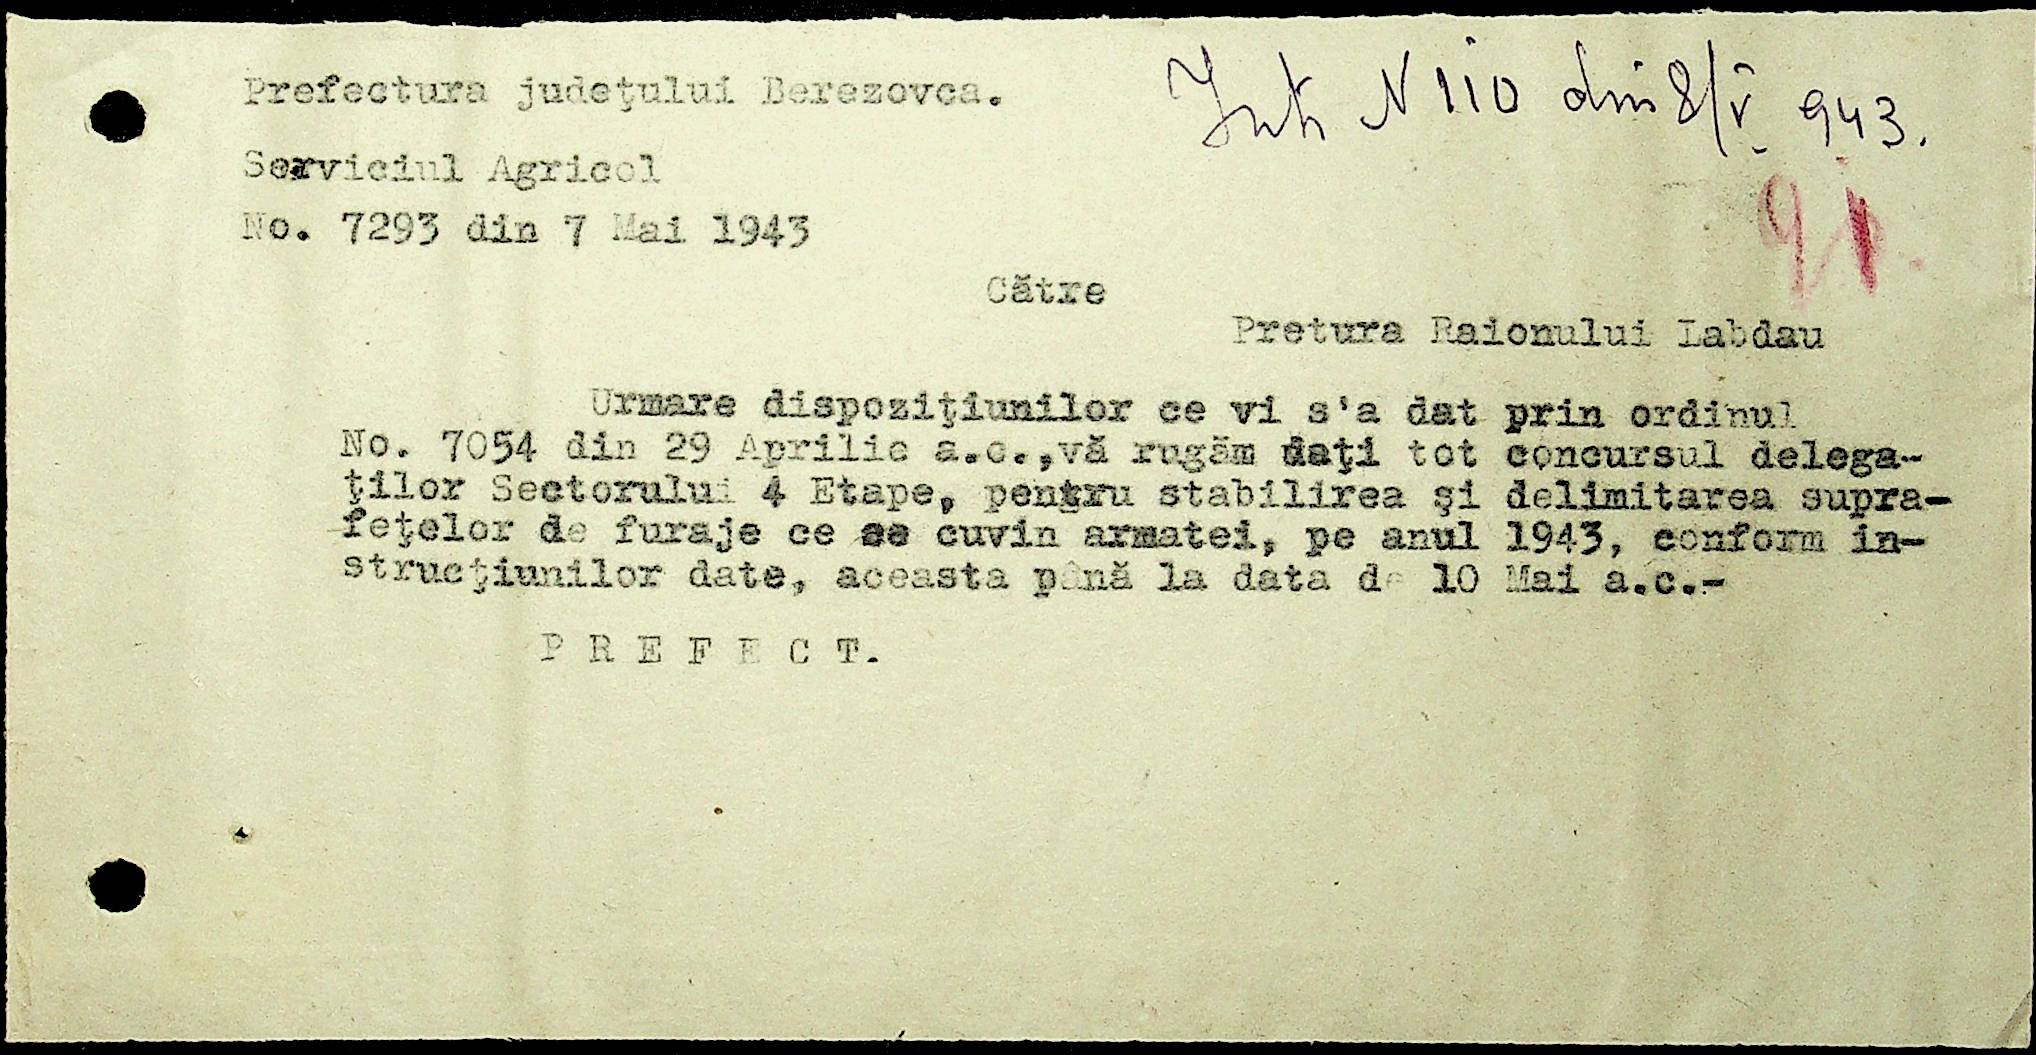 Intr N 110 din 8/V. 943.
Prefectura judeţului Berezovca.
91.
Serviciul Agricol
No. 7293 din 7 Mai 1943
Către
Pretura Raionului Labdau
Urmare dispoziţiunilor ce vi s'a dat prin ordinul
No. 7054 din 29 Aprilie a.c.,vă rugăm daţi tot concursul delega-
ţilor Sectorului 4 Etape, pentru stabilirea şi delimitarea supra-
feţelor de furaje ce se cuvin armatei, pe anul 1943, conform in-
strucţiunilor date, aceasta până la data de 10 Mai a.c.-
P R E F E C T.